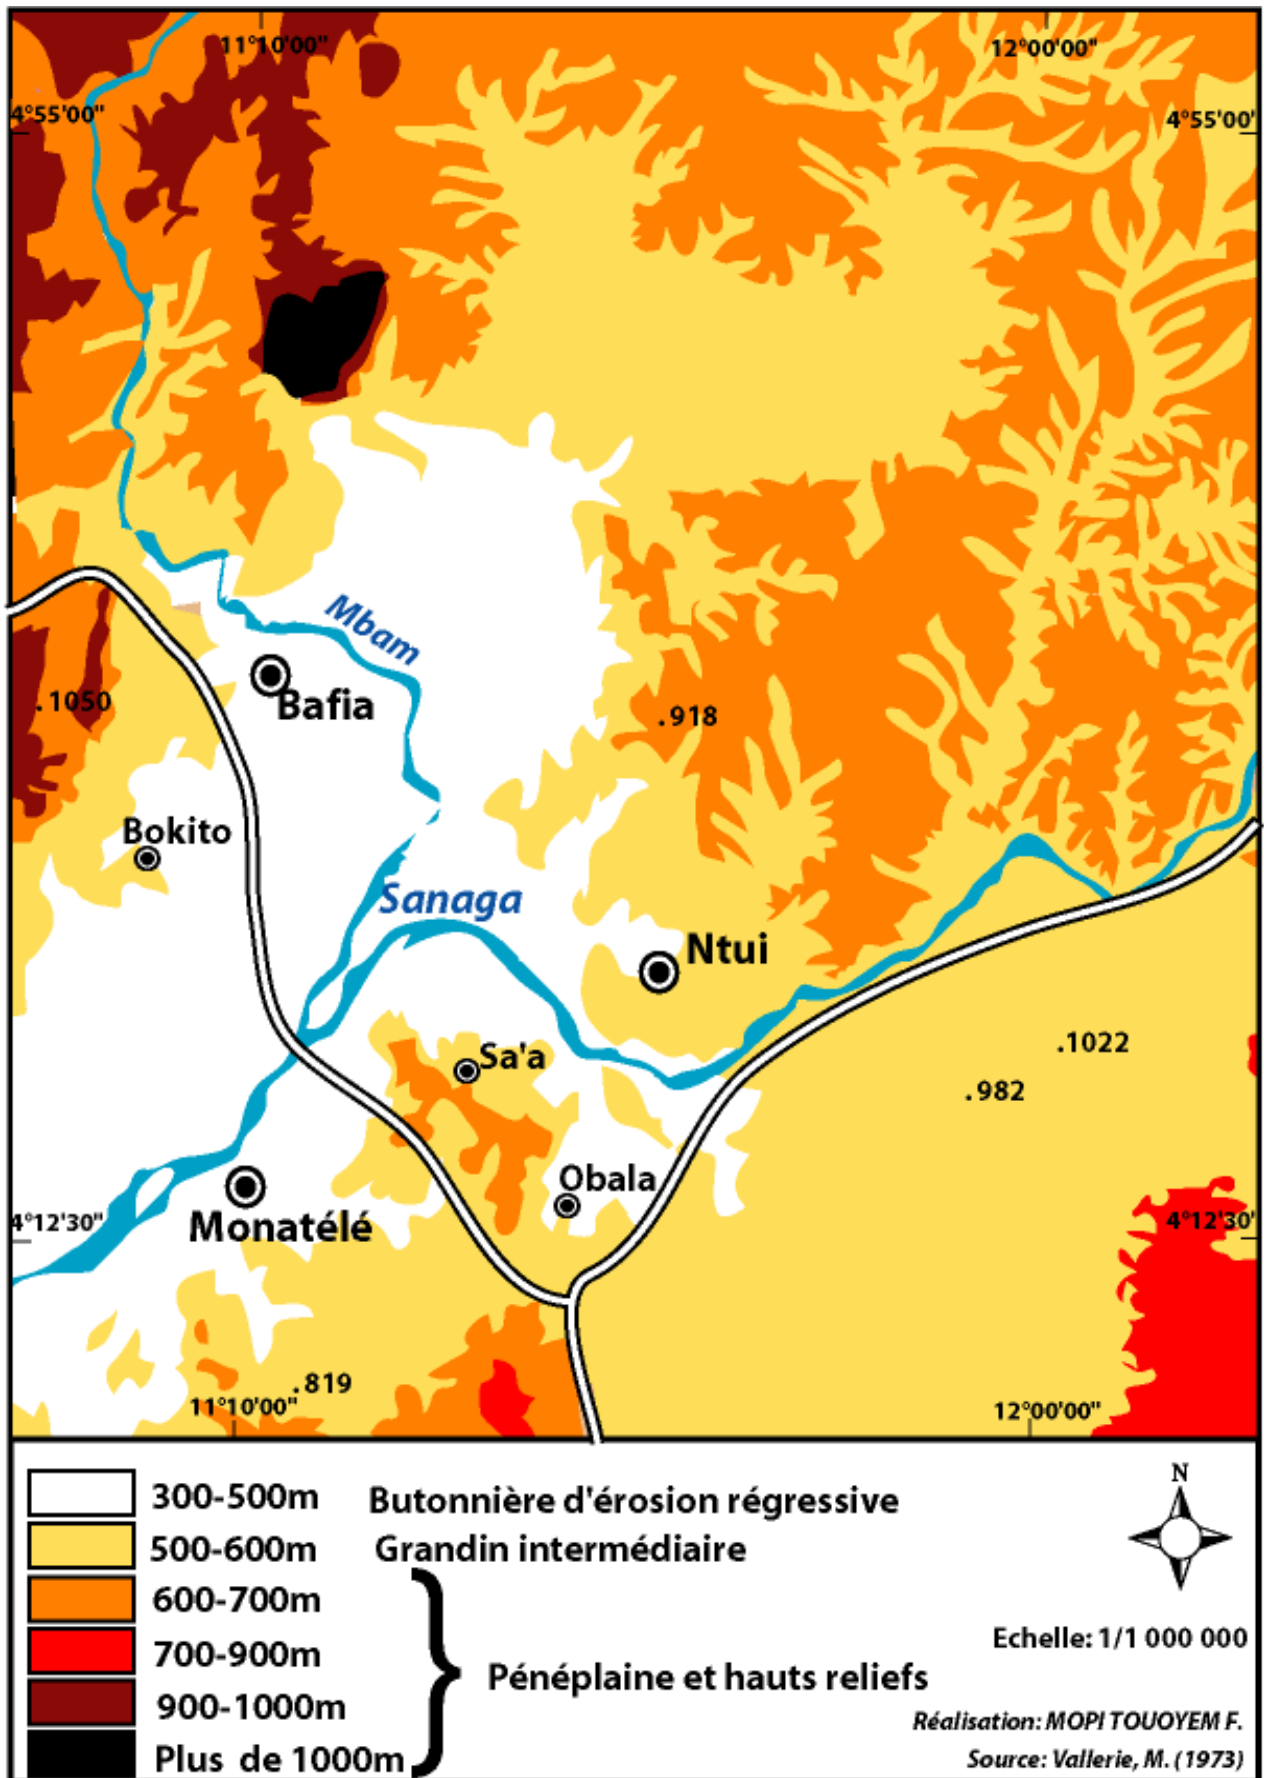 11°10'00" 12°00'00"
4°55'00" 4°55'00'
Mbam
Bafia
.1050 .918
Bokito
Sanaga
Ntui
.1022
Sa'a
.982
Obala
Monatélé
4°12'30" 4°12'30'
.819
11°10'00" 12°00'00"
N
300-500m Butonnière d'érosion régressive
500-600m Grandin intermédiaire
600-700m
700-900m
900-1000m
Plus de 1000m
Pénéplaine et hauts reliefs
Echelle: 1/1 000 000
Réalisation: MOPI TOUOYEM F.
Source: Vallerie, M. (1973)